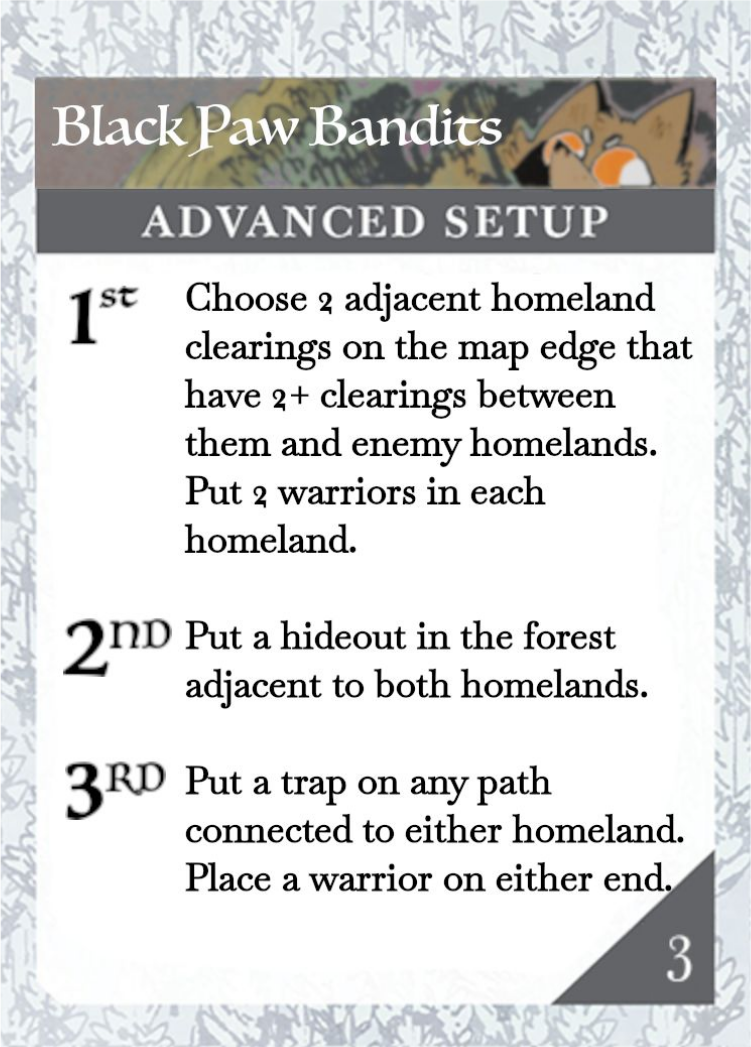 Black Paw Bandits
ADVANCED SETUP
1st Choose 2 adjacent homeland
clearings on the map edge that
have 2+ clearings between
them and enemy homelands.
Put 2 warriors in each
homeland.
2ND Put a hideout in the forest
adjacent to both homelands.
3RD Put a trap on any path
connected to either homeland.
Place a warrior on either end.
3